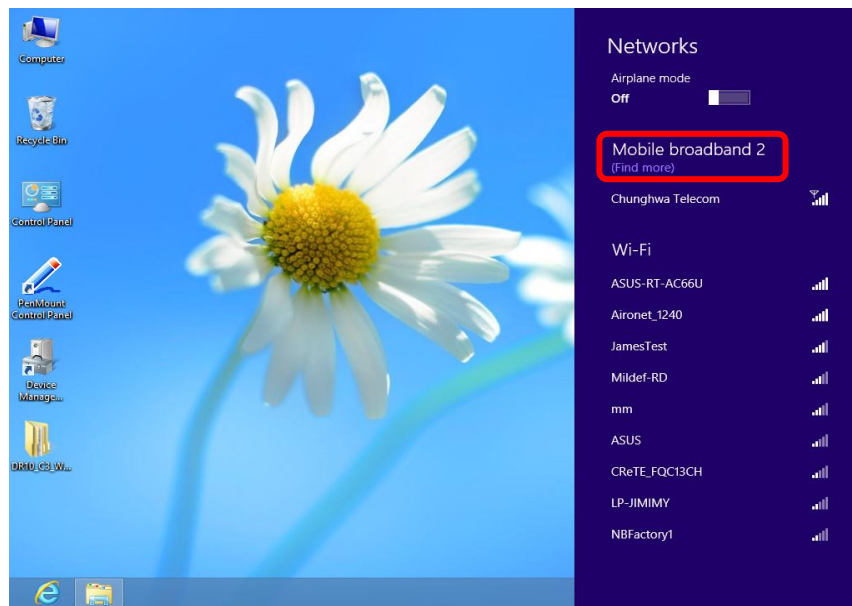 Computer
Recycle Bin
Control Panel
PenMount
Control Panel
Device
Manage...
DR10_C3_W...
Networks
Airplane mode
Off
Mobile broadband 2
(Find more)
Chunghwa Telecom
Wi-Fi
ASUS-RT-AC66U
Aironet_1240
JamesTest
Mildef-RD
mm
ASUS
CReTE_FQC13CH
LP-JIMIMY
NBFactory1